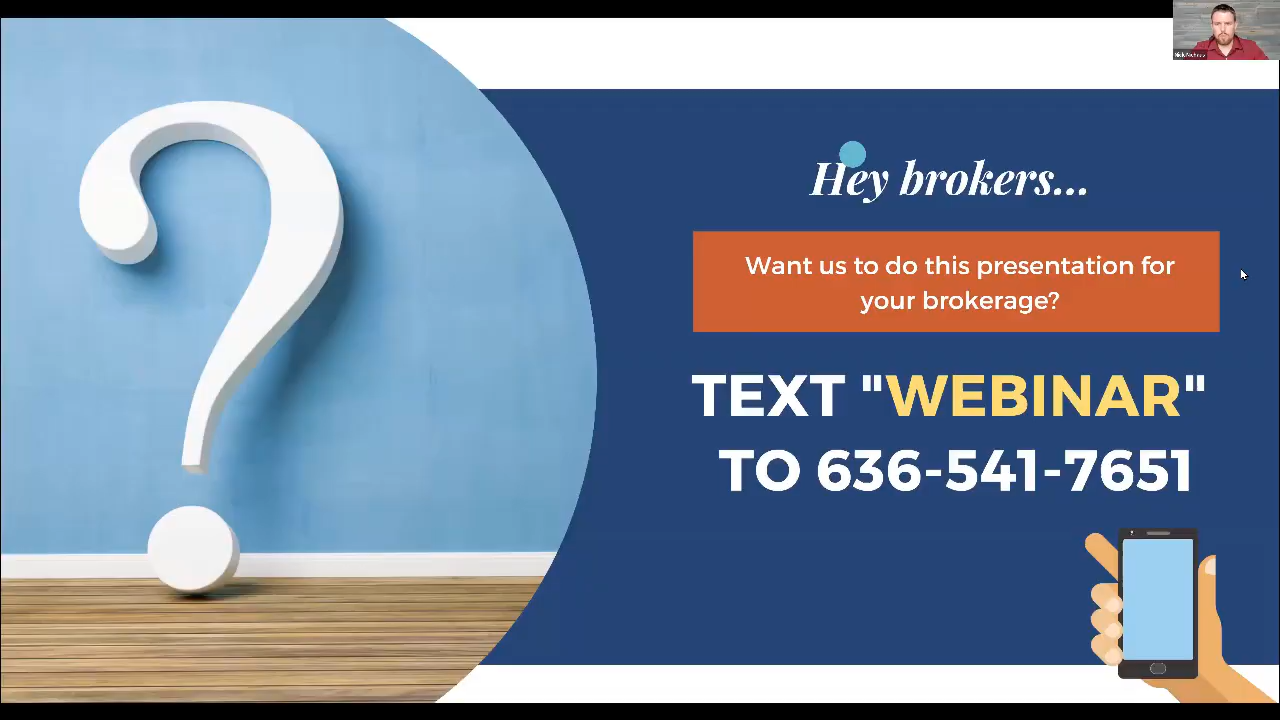 Hey brokers...
Want us to do this presentation for
your brokerage?
TEXT "WEBINAR"
TO 636-541-7651